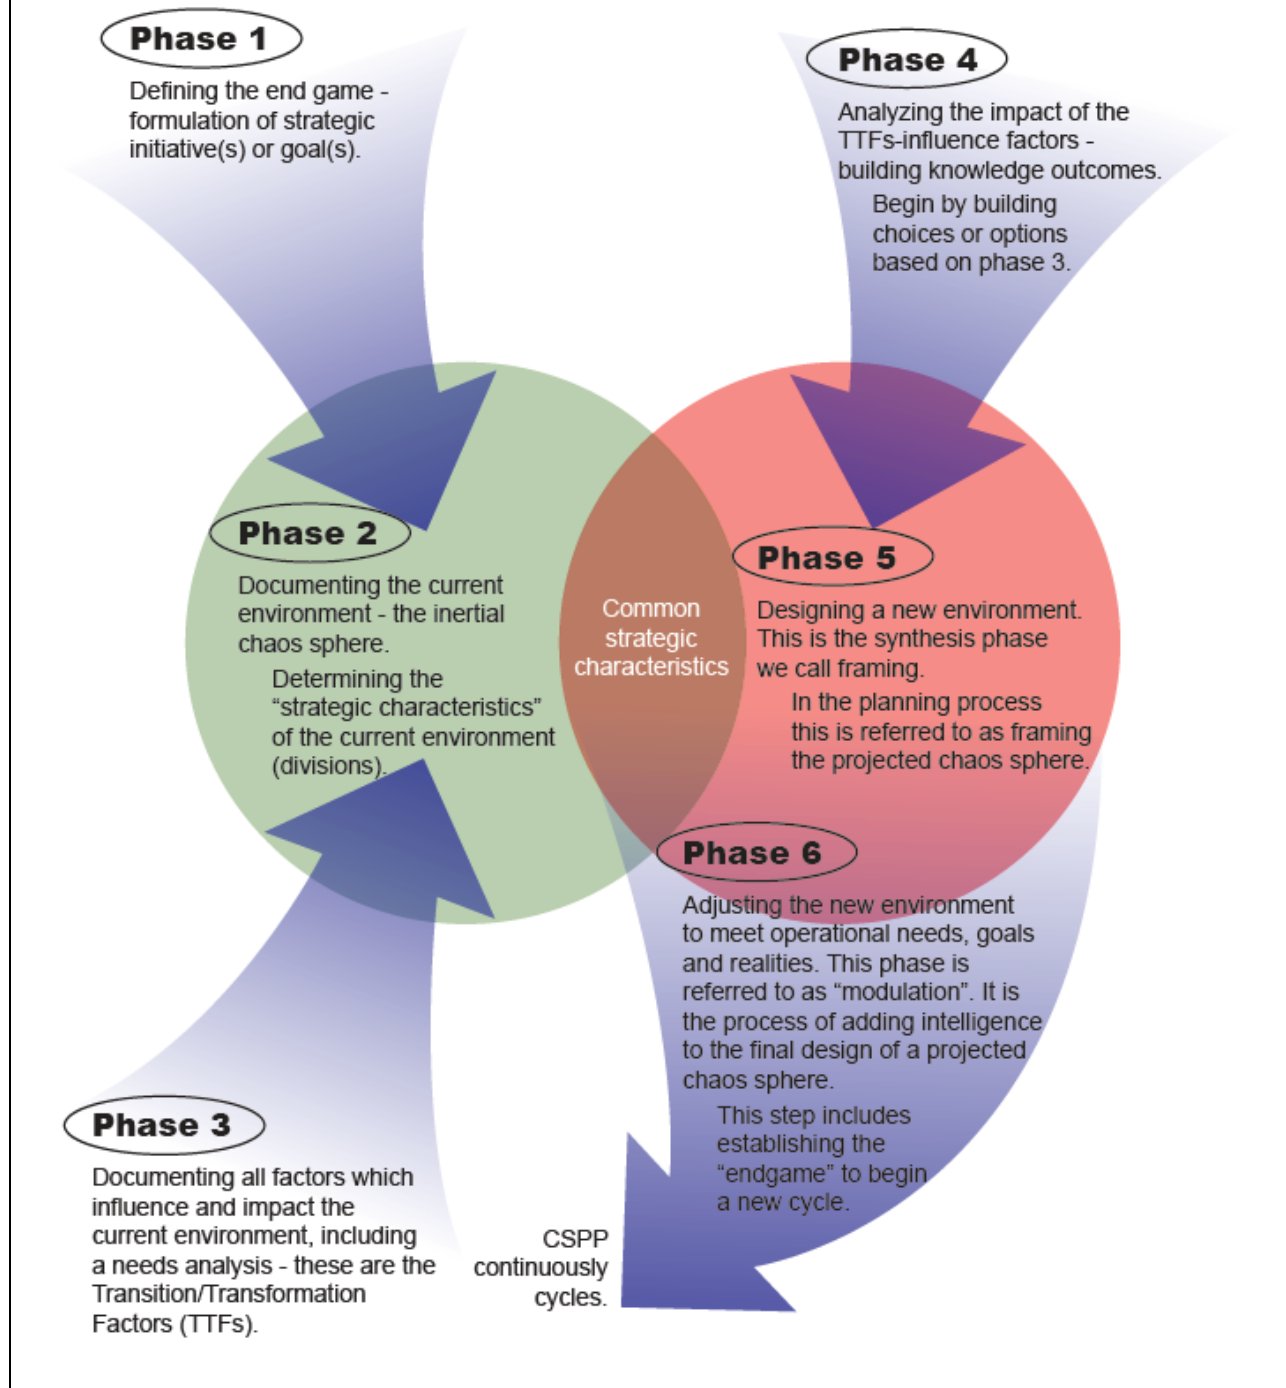 Phase 1
Defining the end game -
formulation of strategic
initiative(s) or goal(s).
Phase 4
Analyzing the impact of the
TTFs-influence factors -
building knowledge outcomes.
Begin by building
choices or options
based on phase 3.
Phase 2
Documenting the current
environment - the inertial
chaos sphere.
Determining the
“strategic characteristics”
of the current environment
(divisions).
Common
strategic
characteristics
Phase 5
Designing a new environment.
This is the synthesis phase
we call framing.
In the planning process
this is referred to as framing
the projected chaos sphere.
Phase 6
Adjusting the new environment
to meet operational needs, goals
and realities. This phase is
referred to as “modulation”. It is
the process of adding intelligence
to the final design of a projected
chaos sphere.
This step includes
establishing the
“endgame” to begin
a new cycle.
Phase 3
Documenting all factors which
influence and impact the
current environment, including
a needs analysis - these are the
Transition/Transformation
Factors (TTFs).
CSPP
continuously
cycles.